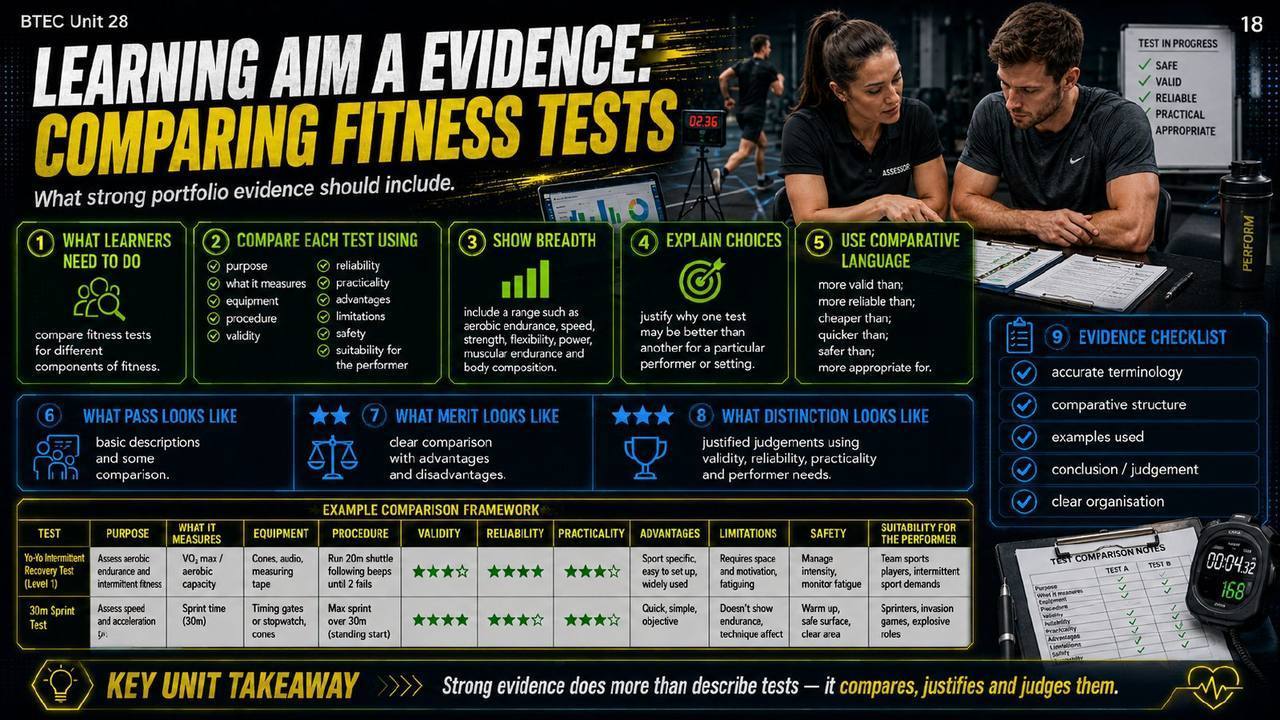 BTEC Unit 28
18
LEARNING AIM A EVIDENCE:
COMPARING FITNESS TESTS
What strong portfolio evidence should include.
02.36
ASSESSOR
TEST IN PROGRESS
SAFE
VALID
RELIABLE
PRACTICAL
APPROPRIATE
PERFORM
1 WHAT LEARNERS
NEED TO DO
compare fitness tests
for different
components of fitness.
2 COMPARE EACH TEST USING
purpose
what it measures
equipment
procedure
validity
reliability
practicality
advantages
limitations
safety
suitability for
the performer
3 SHOW BREADTH
include a range such as
aerobic endurance, speed,
strength, flexibility, power,
muscular endurance and
body composition.
4 EXPLAIN CHOICES
justify why one test
may be better than
another for a particular
performer or setting.
5 USE COMPARATIVE
LANGUAGE
more valid than;
more reliable than;
cheaper than;
quicker than;
safer than;
more appropriate for.
6 WHAT PASS LOOKS LIKE
basic descriptions
and some
comparison.
7 WHAT MERIT LOOKS LIKE
clear comparison
with advantages
and disadvantages.
8 WHAT DISTINCTION LOOKS LIKE
justified judgements using
validity, reliability, practicality
and performer needs.
9 EVIDENCE CHECKLIST
accurate terminology
comparative structure
examples used
conclusion / judgement
clear organisation
EXAMPLE COMPARISON FRAMEWORK
TEST
PURPOSE
WHAT IT
MEASURES
EQUIPMENT
PROCEDURE
VALIDITY
RELIABILITY
PRACTICALITY
ADVANTAGES
LIMITATIONS
SAFETY
SUITABILITY FOR
THE PERFORMER
Yo-Yo Intermittent
Recovery Test
(Level 1)
Assess aerobic
endurance and
intermittent fitness
VO₂ max /
aerobic
capacity
Cones, audio,
measuring
tape
Run 20m shuttle
following beeps
until 2 fails
★★★☆
★★★★
★★★☆
Sport specific,
easy to set up,
widely used
Requires space
and motivation,
fatiguing
Manage
intensity,
monitor fatigue
Team sports
players, intermittent
sport demands
30m Sprint
Test
Assess speed
and acceleration
Sprint time
(30m)
Timing gates
or stopwatch,
cones
Max sprint
over 30m
(standing start)
★★★★
★★★☆
★★★☆
Quick, simple,
objective
Doesn't show
endurance,
technique affect
Warm up,
safe surface,
clear area
Sprinters, invasion
games, explosive
roles
TEST COMPARISON NOTES
TEST A
TEST B
Purpose
What it measures
Equipment
Procedure
Validity
Reliability
Practicality
Advantages
Limitations
Safety
00:04.32
168
KEY UNIT TAKEAWAY
Strong evidence does more than describe tests — it compares, justifies and judges them.